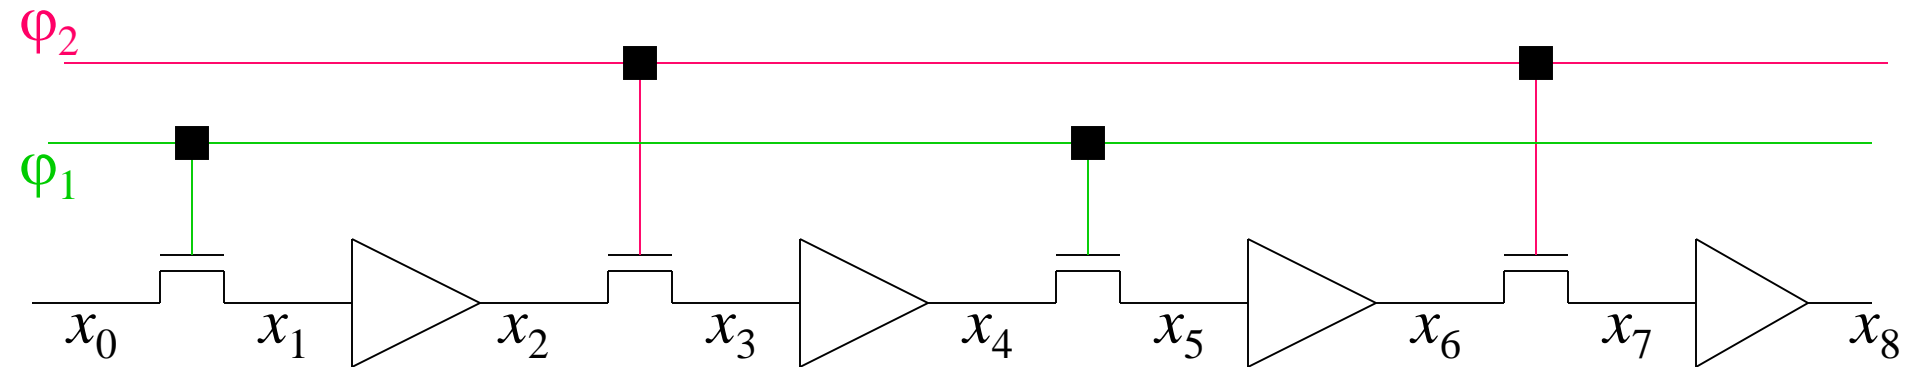 φ₂
φ₁
x₀ x₁ x₂ x₃ x₄ x₅ x₆ x₇ x₈